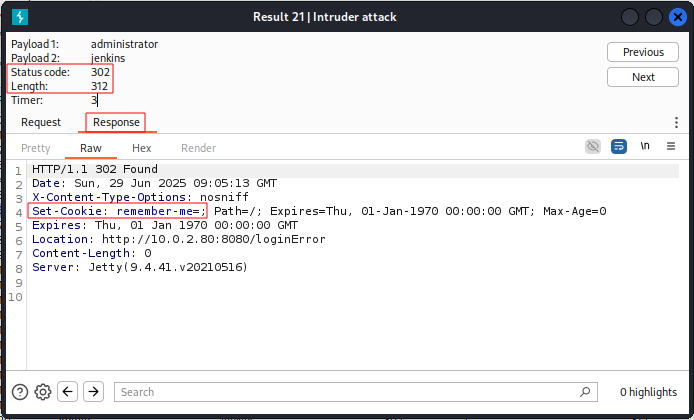 Result 21 | Intruder attack
Payload 1: administrator
Payload 2: jenkins
Status code: 302
Length: 312
Timer: 3
Previous
Next
Request Response
Pretty Raw Hex Render \n
1 HTTP/1.1 302 Found
2 Date: Sun, 29 Jun 2025 09:05:13 GMT
3 X-Content-Type-Options: nosniff
4 Set-Cookie: remember-me=; Path=/; Expires=Thu, 01-Jan-1970 00:00:00 GMT; Max-Age=0
5 Expires: Thu, 01 Jan 1970 00:00:00 GMT
6 Location: http://10.0.2.80:8080/loginError
7 Content-Length: 0
8 Server: Jetty(9.4.41.v20210516)
9
10
Search 0 highlights